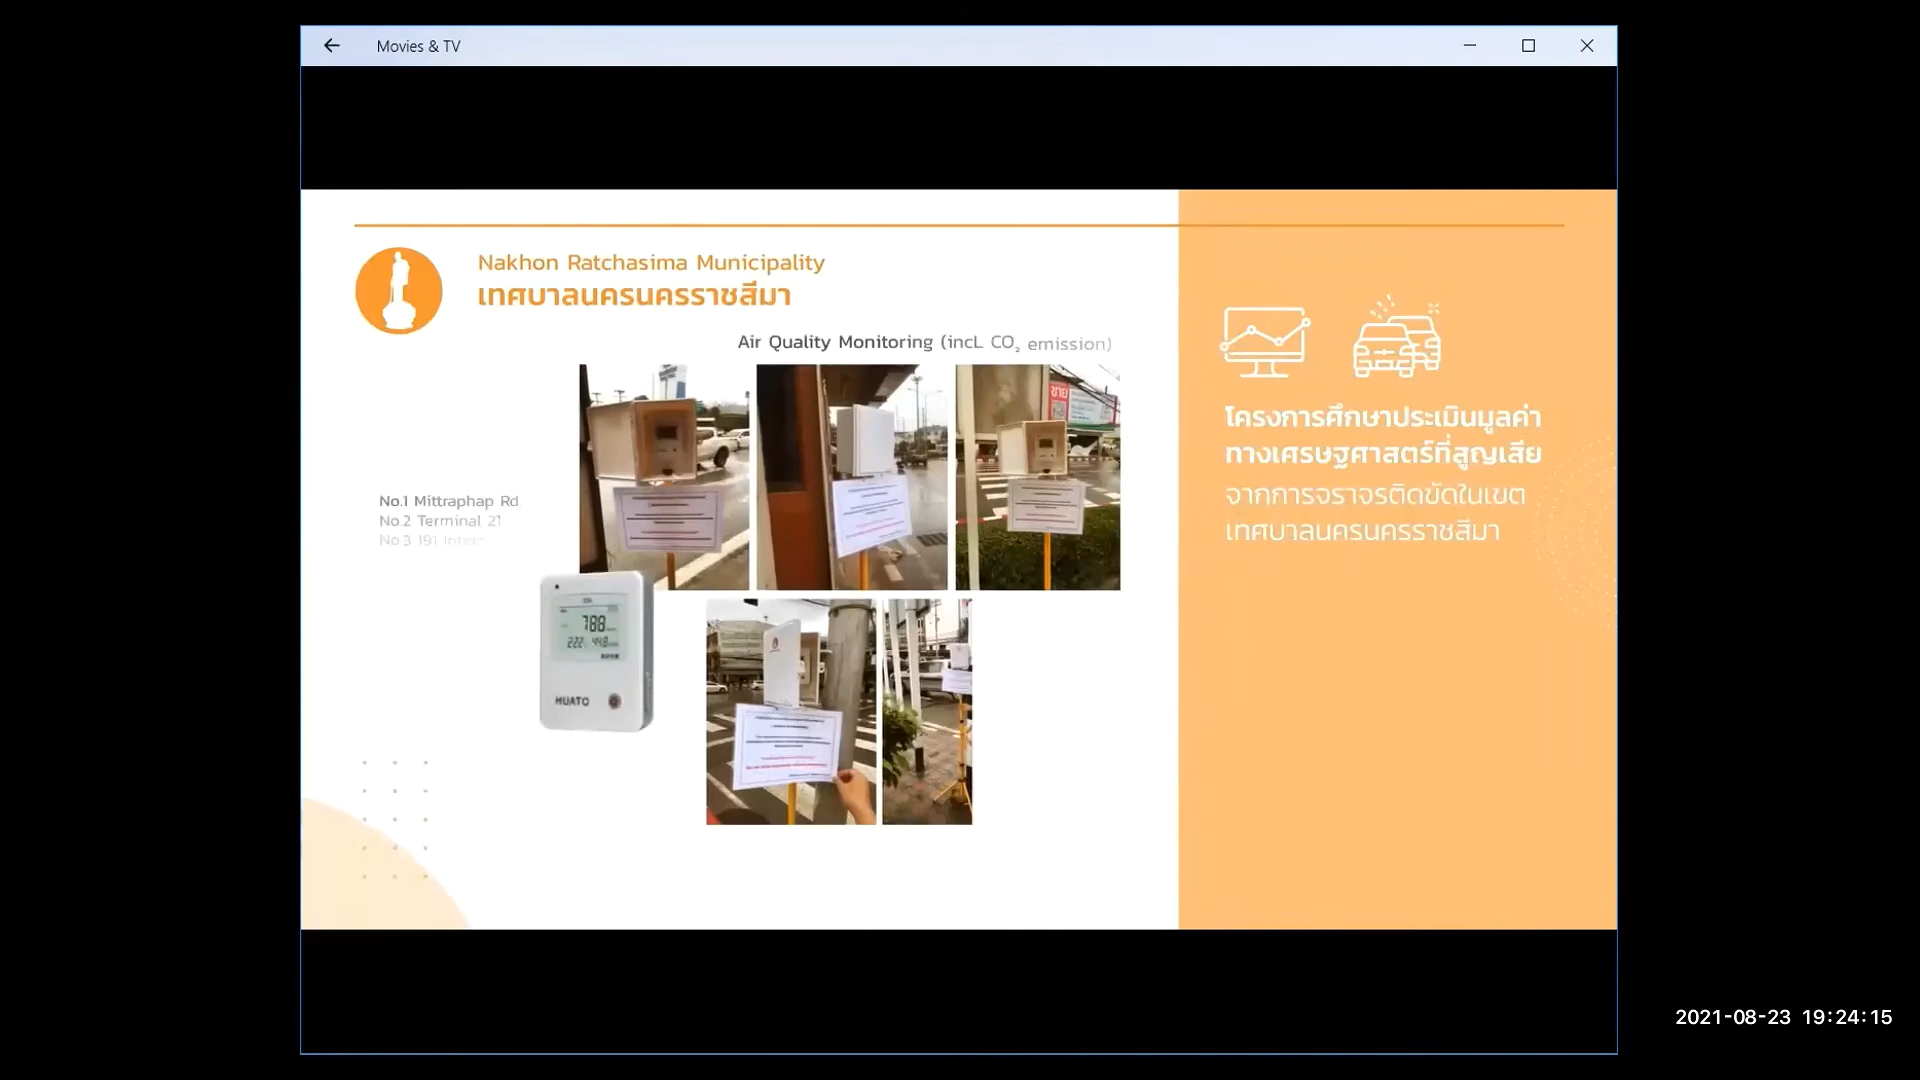 Movies & TV
Nakhon Ratchasima Municipality
เทศบาลนครนครราชสีมา
Air Quality Monitoring (incl. CO₂ emission)
No.1 Mittraphap Rd.
No.2 Terminal 21
No.3 191
788
HUATO
ขาย
โครงการศึกษาประเมินมูลค่า
ทางเศรษฐศาสตร์ที่สูญเสีย
จากการจราจรติดขัดในเขต
เทศบาลนครนครราชสีมา
2021-08-23 19:24:15